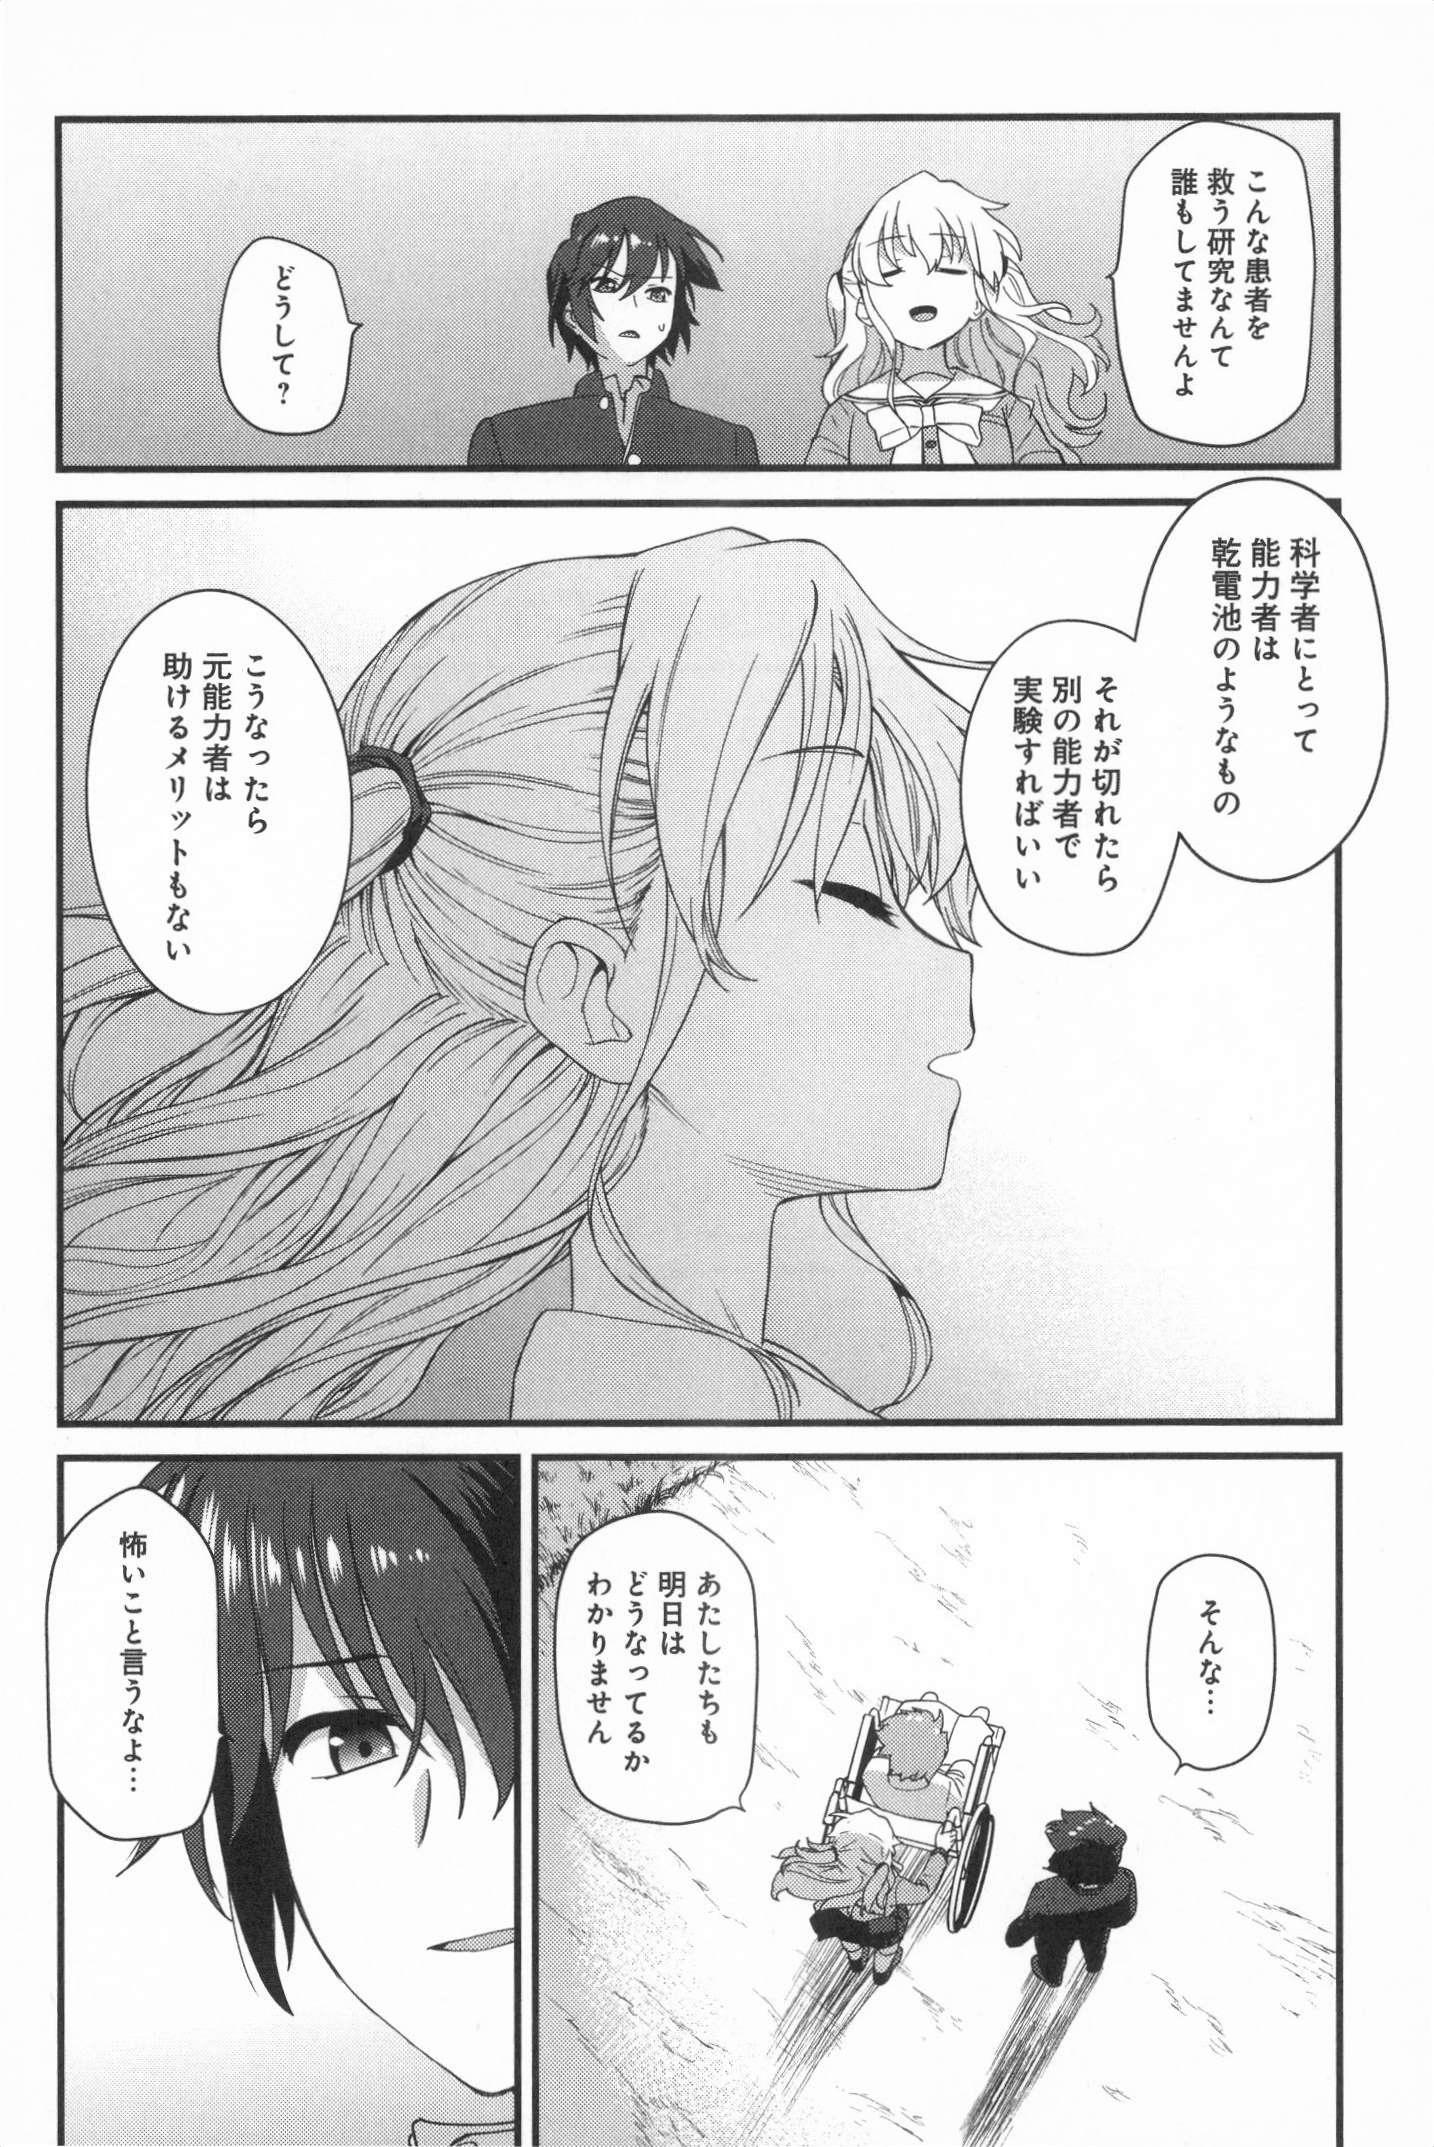 こんな患者を
救う研究なんて
誰もしてませんよ
どうして？
科学者にとって
能力者は
乾電池のようなもの
それが切れたら
別の能力者で
実験すればいい
こうなったら
元能力者は
助けるメリットもない
そんな…
あたしたちも
明日は
どうなってるか
わかりません
怖いこと言うなよ…